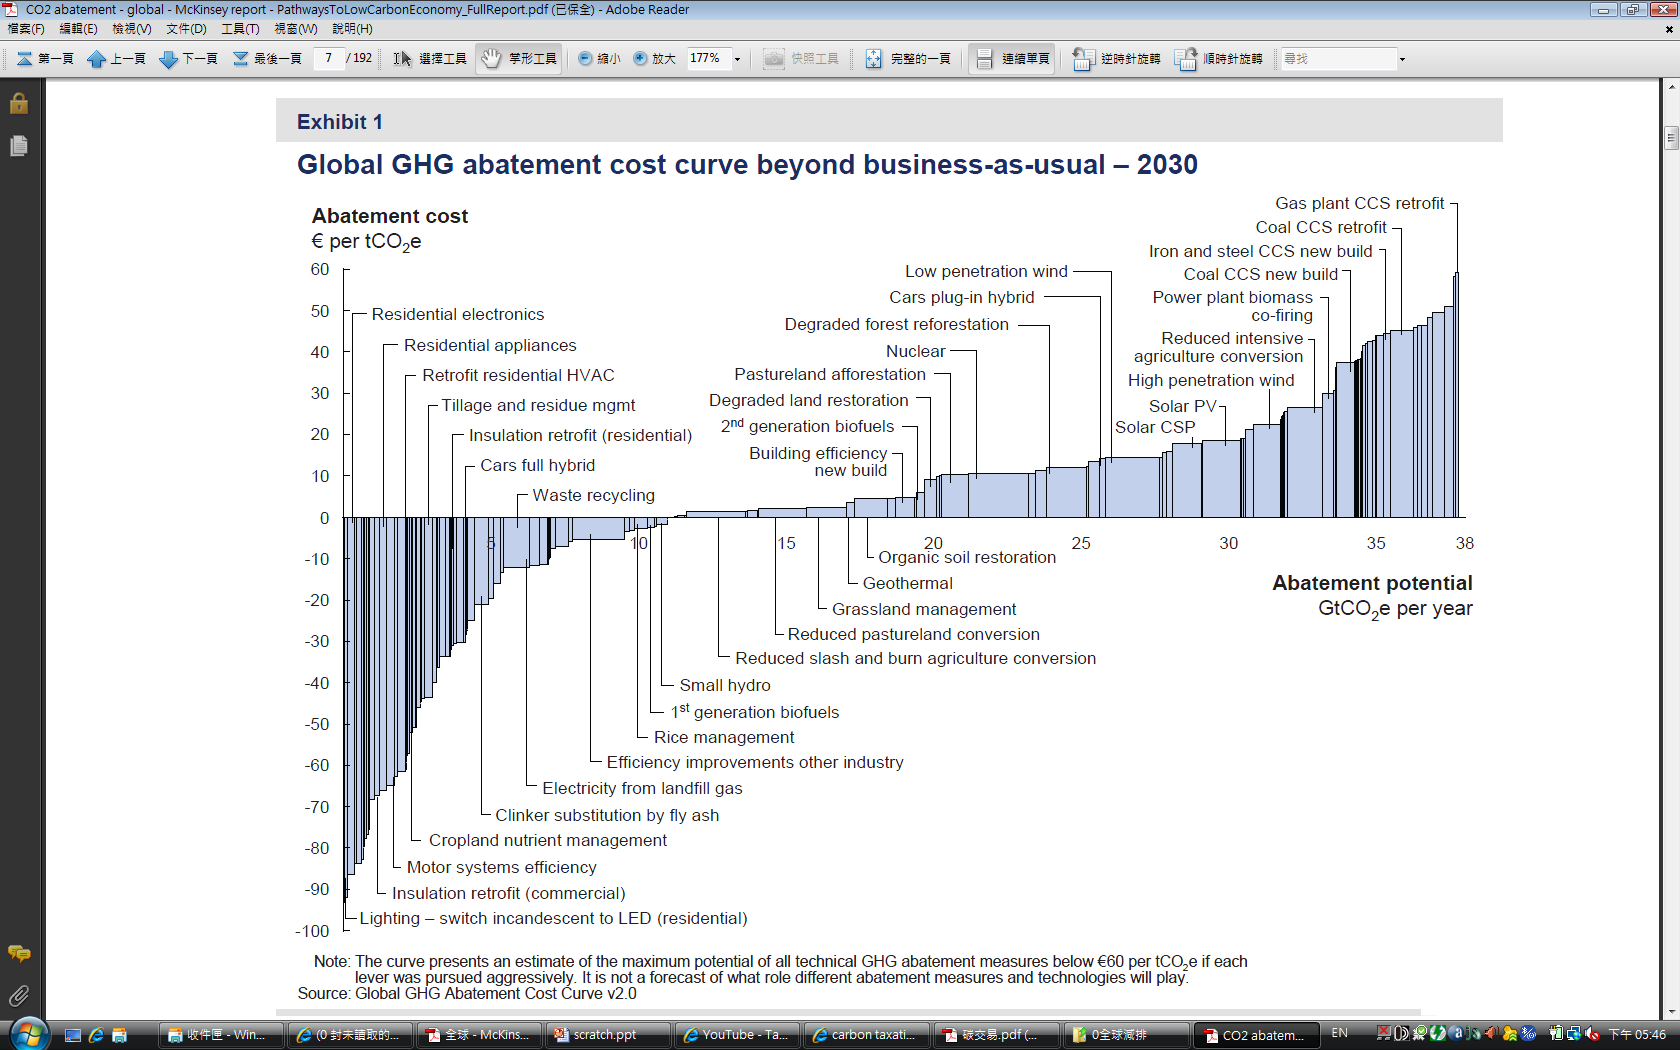 CO2 abatement - global - McKinsey report - PathwaysToLowCarbonEconomy_FullReport.pdf (已保全) - Adobe Reader
檔案(F) 編輯(E) 檢視(V) 文件(D) 工具(T) 視窗(W) 說明(H)
第一頁 上一頁 下一頁 最後一頁 7 / 192 選擇工具 掌形工具 縮小 放大 177% 快照工具 完整的一頁 連續單頁 逆時針旋轉 順時針旋轉 尋找
Exhibit 1
Global GHG abatement cost curve beyond business-as-usual – 2030
Abatement cost
€ per tCO2e
60
50
40
30
20
10
0
-10
-20
-30
-40
-50
-60
-70
-80
-90
-100
Residential electronics
Residential appliances
Retrofit residential HVAC
Tillage and residue mgmt
Insulation retrofit (residential)
Cars full hybrid
Waste recycling
Gas plant CCS retrofit
Coal CCS retrofit
Iron and steel CCS new build
Coal CCS new build
Power plant biomass
co-firing
Reduced intensive
agriculture conversion
High penetration wind
Solar PV
Solar CSP
Low penetration wind
Cars plug-in hybrid
Degraded forest reforestation
Nuclear
Pastureland afforestation
Degraded land restoration
2nd generation biofuels
Building efficiency
new build
5 10 15 20 25 30 35 38
Abatement potential
GtCO2e per year
Organic soil restoration
Geothermal
Grassland management
Reduced pastureland conversion
Reduced slash and burn agriculture conversion
Small hydro
1st generation biofuels
Rice management
Efficiency improvements other industry
Electricity from landfill gas
Clinker substitution by fly ash
Cropland nutrient management
Motor systems efficiency
Insulation retrofit (commercial)
Lighting – switch incandescent to LED (residential)
Note: The curve presents an estimate of the maximum potential of all technical GHG abatement measures below €60 per tCO2e if each
lever was pursued aggressively. It is not a forecast of what role different abatement measures and technologies will play.
Source: Global GHG Abatement Cost Curve v2.0
收件匣 - Win... (0 封未讀取的... 全球 - McKins... scratch.ppt YouTube - Ta... carbon taxati... 碳交易.pdf (... 0全球減排 CO2 abatem... EN 下午 05:46